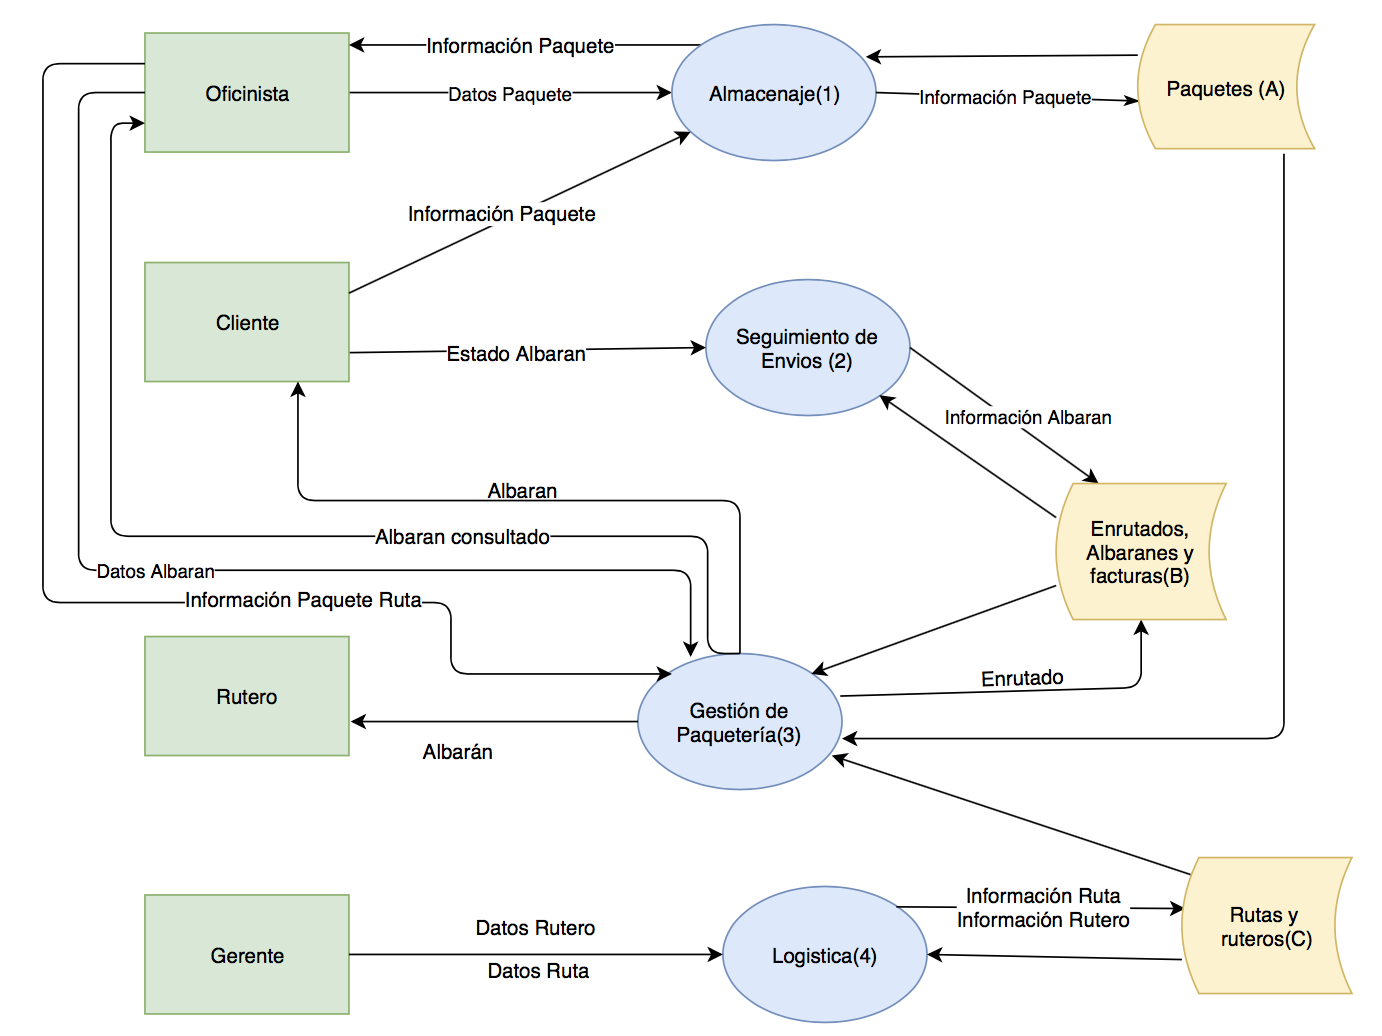 Oficinista
Información Paquete
Datos Paquete
Almacenaje(1)
Información Paquete
Paquetes (A)
Información Paquete
Cliente
Estado Albaran
Seguimiento de
Envios (2)
Información Albaran
Albaran
Albaran consultado
Datos Albaran
Información Paquete Ruta
Enrutados,
Albaranes y
facturas(B)
Rutero
Albarán
Gestión de
Paquetería(3)
Enrutado
Gerente
Datos Rutero
Datos Ruta
Logistica(4)
Información Ruta
Información Rutero
Rutas y
ruteros(C)